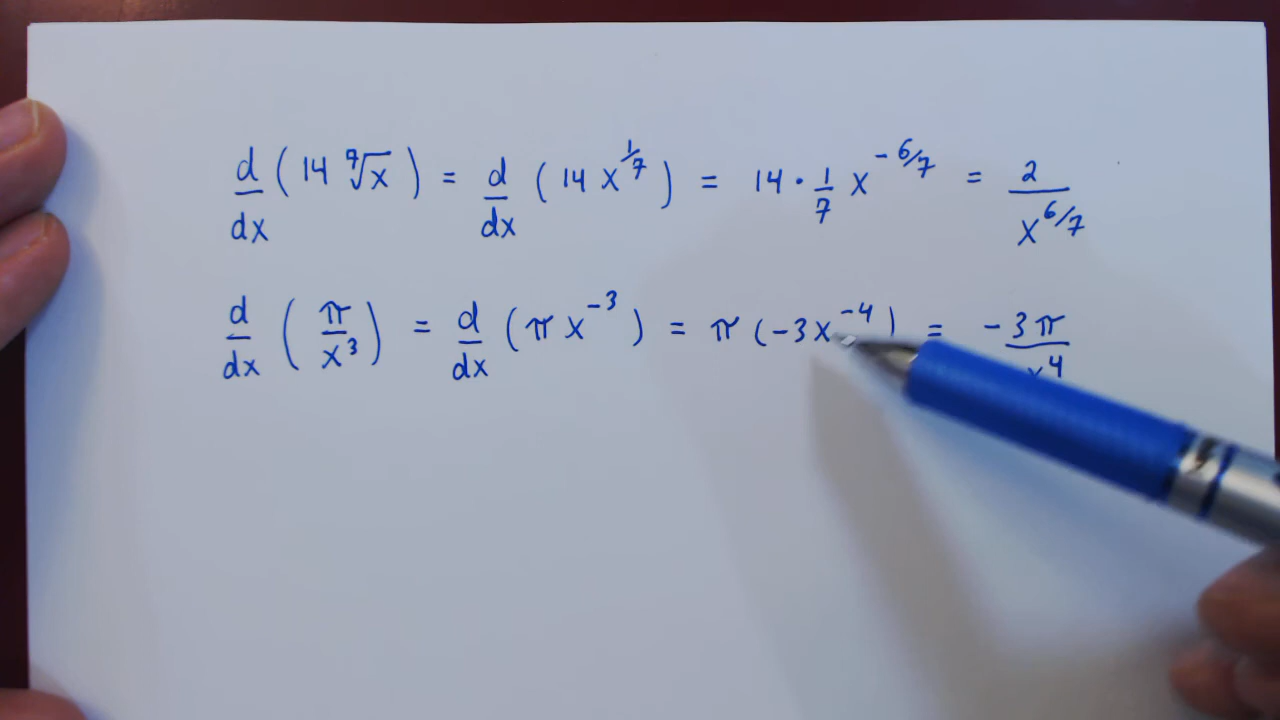 d/dx (14 ⁷√x) = d/dx (14 x^{1/7}) = 14 · 1/7 x^{-6/7} = 2/x^{6/7}
d/dx (π/x³) = d/dx (π x^{-3}) = π (-3x^{-4}) = -3π/x⁴